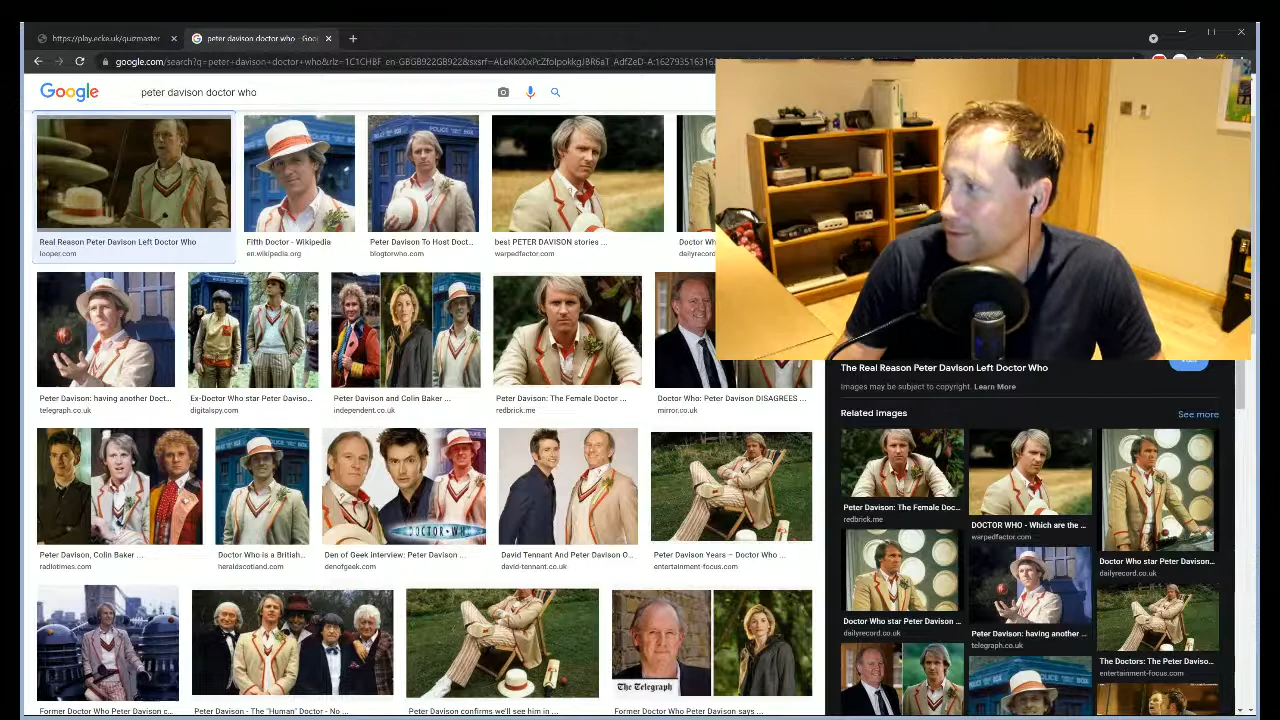 https://play.ecke.uk/quizmaster
peter davison doctor who - Goo
Google
peter davison doctor who
Real Reason Peter Davison Left Doctor Who
looper.com
Fifth Doctor - Wikipedia
en.wikipedia.org
Peter Davison To Host Doct...
blogtorwho.com
best PETER DAVISON stories ...
warpedfactor.com
Doctor Wh
dailyrecord.c
Peter Davison: having another Doct...
telegraph.co.uk
Ex-Doctor Who star Peter Daviso...
digitalspy.com
Peter Davison and Colin Baker ...
independent.co.uk
Peter Davison: The Female Doctor ...
redbrick.me
Doctor Who: Peter Davison DISAGREES ...
mirror.co.uk
The Real Reason Peter Davison Left Doctor Who
Images may be subject to copyright. Learn More
Related images
See more
Peter Davison: The Female Doc...
redbrick.me
DOCTOR WHO - Which are the ...
warpedfactor.com
Doctor Who star Peter Davison...
dailyrecord.co.uk
DOCTOR WHO
Peter Davison, Colin Baker ...
radiotimes.com
Doctor Who is a British...
heraldscotland.com
Den of Geek Interview: Peter Davison ...
denofgeek.com
David Tennant And Peter Davison O...
david-tennant.co.uk
Peter Davison Years – Doctor Who ...
entertainment-focus.com
Doctor Who star Peter Davison ...
dailyrecord.co.uk
Peter Davison: having another ...
telegraph.co.uk
The Doctors: The Peter Daviso...
entertainment-focus.com
The Telegraph
Former Doctor Who Peter Davison c...
Peter Davison - The "Human" Doctor - No ...
Peter Davison confirms we'll see him in ...
Former Doctor Who Peter Davison says ...